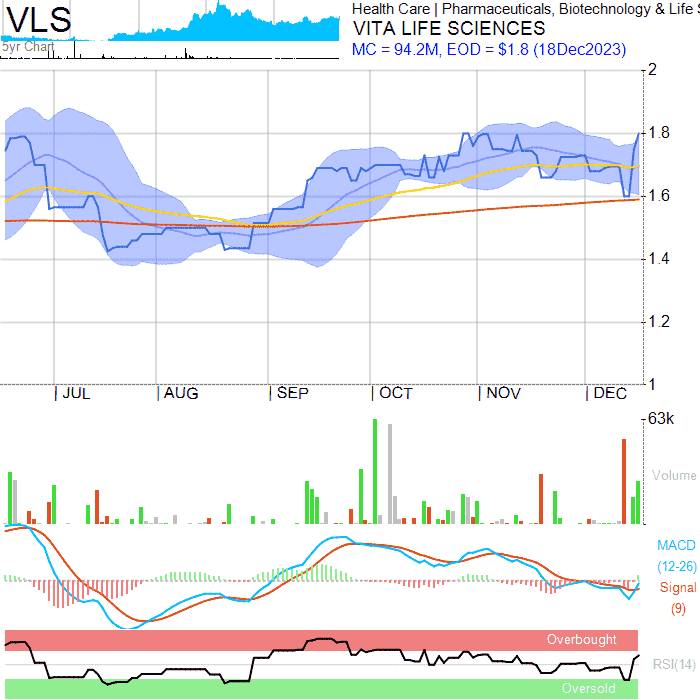 VLS
5yr Chart
Health Care | Pharmaceuticals, Biotechnology & Life S
VITA LIFE SCIENCES
MC = 94.2M, EOD = $1.8 (18Dec2023)
2
1.8
1.6
1.4
1.2
1
| JUL | AUG | SEP | OCT | NOV | DEC
63k
Volume
MACD
(12-26)
Signal
(9)
Overbought
RSI(14)
Oversold